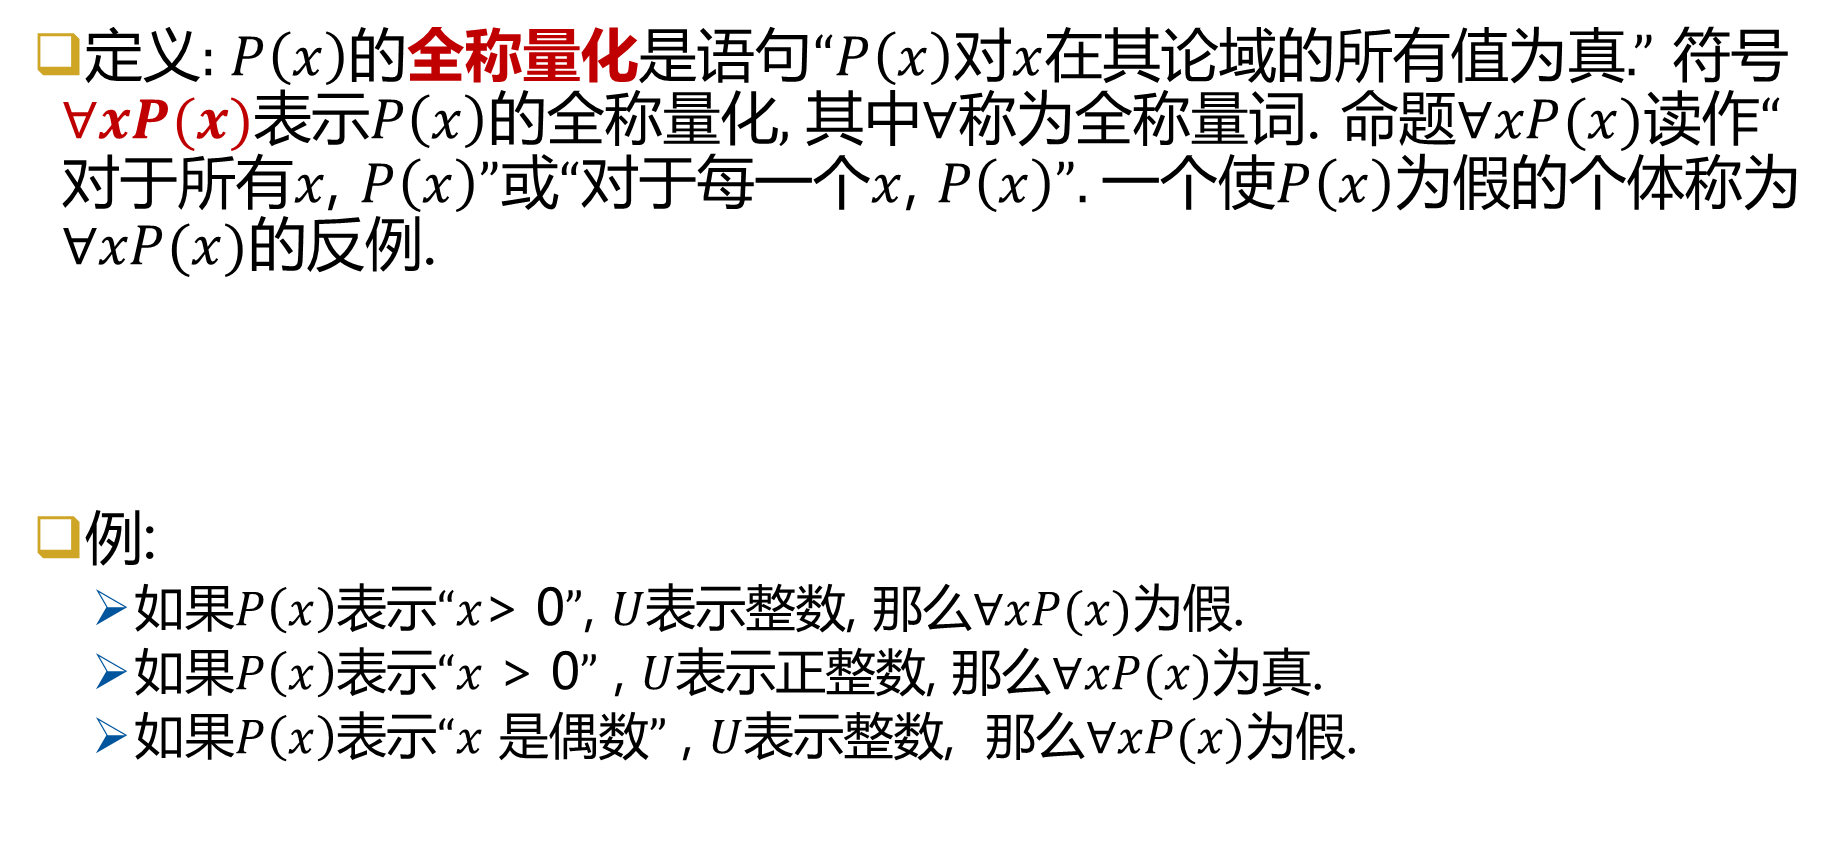 定义: P(x)的全称量化是语句“P(x)对x在其论域的所有值为真.” 符号
∀xP(x)表示P(x)的全称量化, 其中∀称为全称量词. 命题∀xP(x)读作“
对于所有x, P(x)”或“对于每一个x, P(x)”. 一个使P(x)为假的个体称为
∀xP(x)的反例.
例:
如果P(x)表示“x> 0”, U表示整数, 那么∀xP(x)为假.
如果P(x)表示“x > 0” , U表示正整数, 那么∀xP(x)为真.
如果P(x)表示“x 是偶数” , U表示整数, 那么∀xP(x)为假.